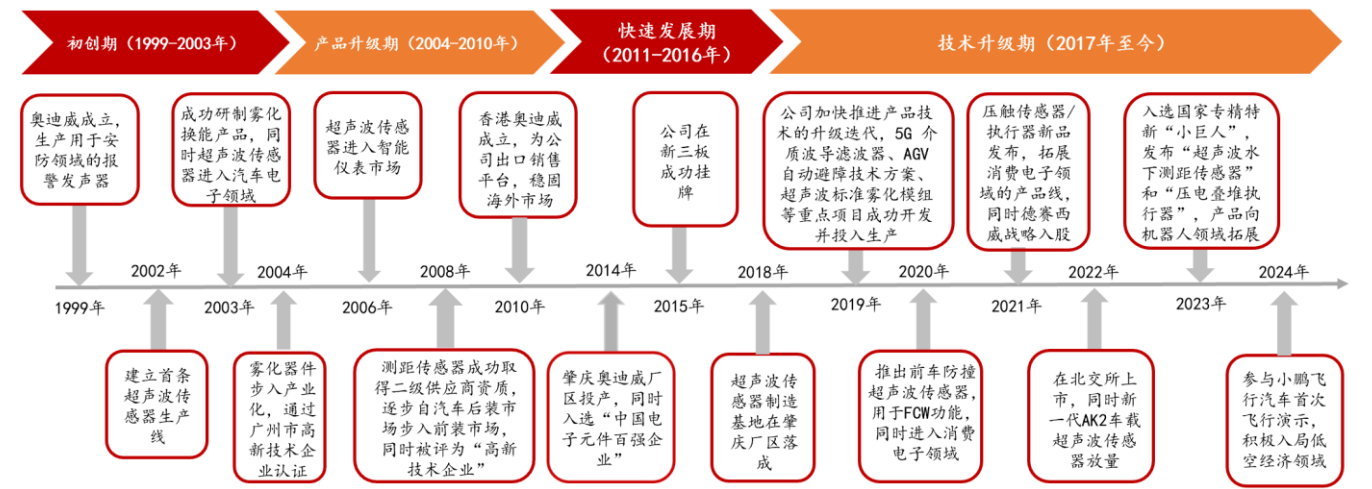 初创期（1999-2003年）
产品升级期（2004-2010年）
快速发展期
（2011-2016年）
技术升级期（2017年至今）
奥迪威成立，
生产用于安
防领域的报
警发声器
成功研制雾化
换能产品，同
时超声波传感
器进入汽车电
子领域
超声波传感
器进入智能
仪表市场
香港奥迪威
成立，为公
司出口销售
平台，稳固
海外市场
公司在
新三板
成功挂
牌
公司加快推进产品技
术的升级迭代，5G 介
质波导滤波器、AGV
自动避障技术方案、
超声波标准雾化模组
等重点项目成功开发
并投入生产
压触传感器/
执行器新品
发布，拓展
消费电子领
域的产品线，
同时德赛西
威战略入股
入选国家专精特
新“小巨人”，
发布“超声波水
下测距传感器”
和“压电叠堆执
行器”，产品向
机器人领域拓展
2002年
2004年
2008年
2014年
2018年
2020年
2022年
2024年
1999年
2003年
2006年
2010年
2015年
2019年
2021年
2023年
建立首条
超声波传
感器生产
线
雾化器件
步入产业
化，通过
广州市高
新技术企
业认证
测距传感器成功取
得二级供应商资质，
逐步自汽车后装市
场步入前装市场，
同时被评为“高新
技术企业”
肇庆奥迪威厂
区投产，同时
入选“中国电
子元件百强企
业”
超声波传
感器制造
基地在肇
庆厂区落
成
推出前车防撞
超声波传感器，
用于FCW功能，
同时进入消费
电子领域
在北交所上
市，同时新
一代AK2车载
超声波传感
器放量
参与小鹏飞
行汽车首次
飞行演示，
积极入局低
空经济领域